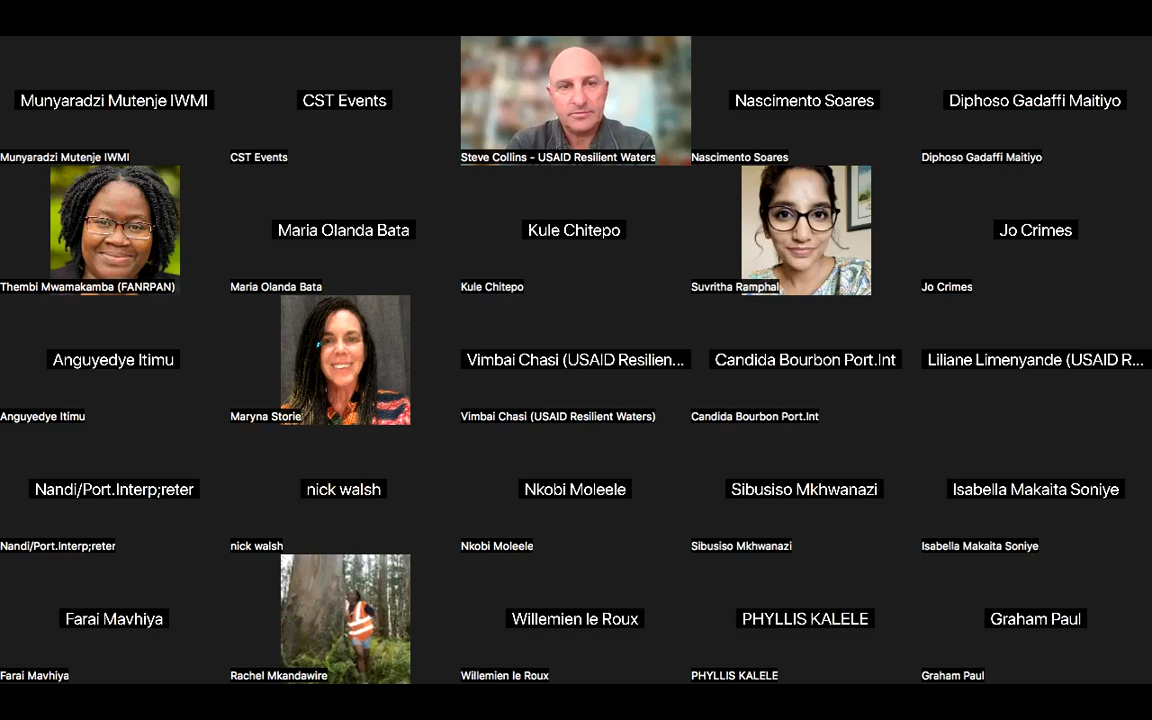 Munyaradzi Mutenje IWMI
CST Events
Nascimento Soares
Diphoso Gadaffi Maitiyo
Munyaradzi Mutenje IWMI
CST Events
Steve Collins - USAID Resilient Waters
Nascimento Soares
Diphoso Gadaffi Maitiyo
Maria Olanda Bata
Kule Chitepo
Jo Crimes
Thembi Mwamakamba (FANRPAN)
Maria Olanda Bata
Kule Chitepo
Suvritha Ramphal
Jo Crimes
Anguyedye Itimu
Vimbai Chasi (USAID Resilien...
Candida Bourbon Port.Int
Liliane Limenyande (USAID R...
Anguyedye Itimu
Maryna Storie
Vimbai Chasi (USAID Resilient Waters)
Candida Bourbon Port.Int
Nandi/Port.Interp;reter
nick walsh
Nkobi Moleele
Sibusiso Mkhwanazi
Isabella Makaita Soniye
Nandi/Port.Interp;reter
nick walsh
Nkobi Moleele
Sibusiso Mkhwanazi
Isabella Makaita Soniye
Farai Mavhiya
Willemien le Roux
PHYLLIS KALELE
Graham Paul
Farai Mavhiya
Rachel Mkandawire
Willemien le Roux
PHYLLIS KALELE
Graham Paul